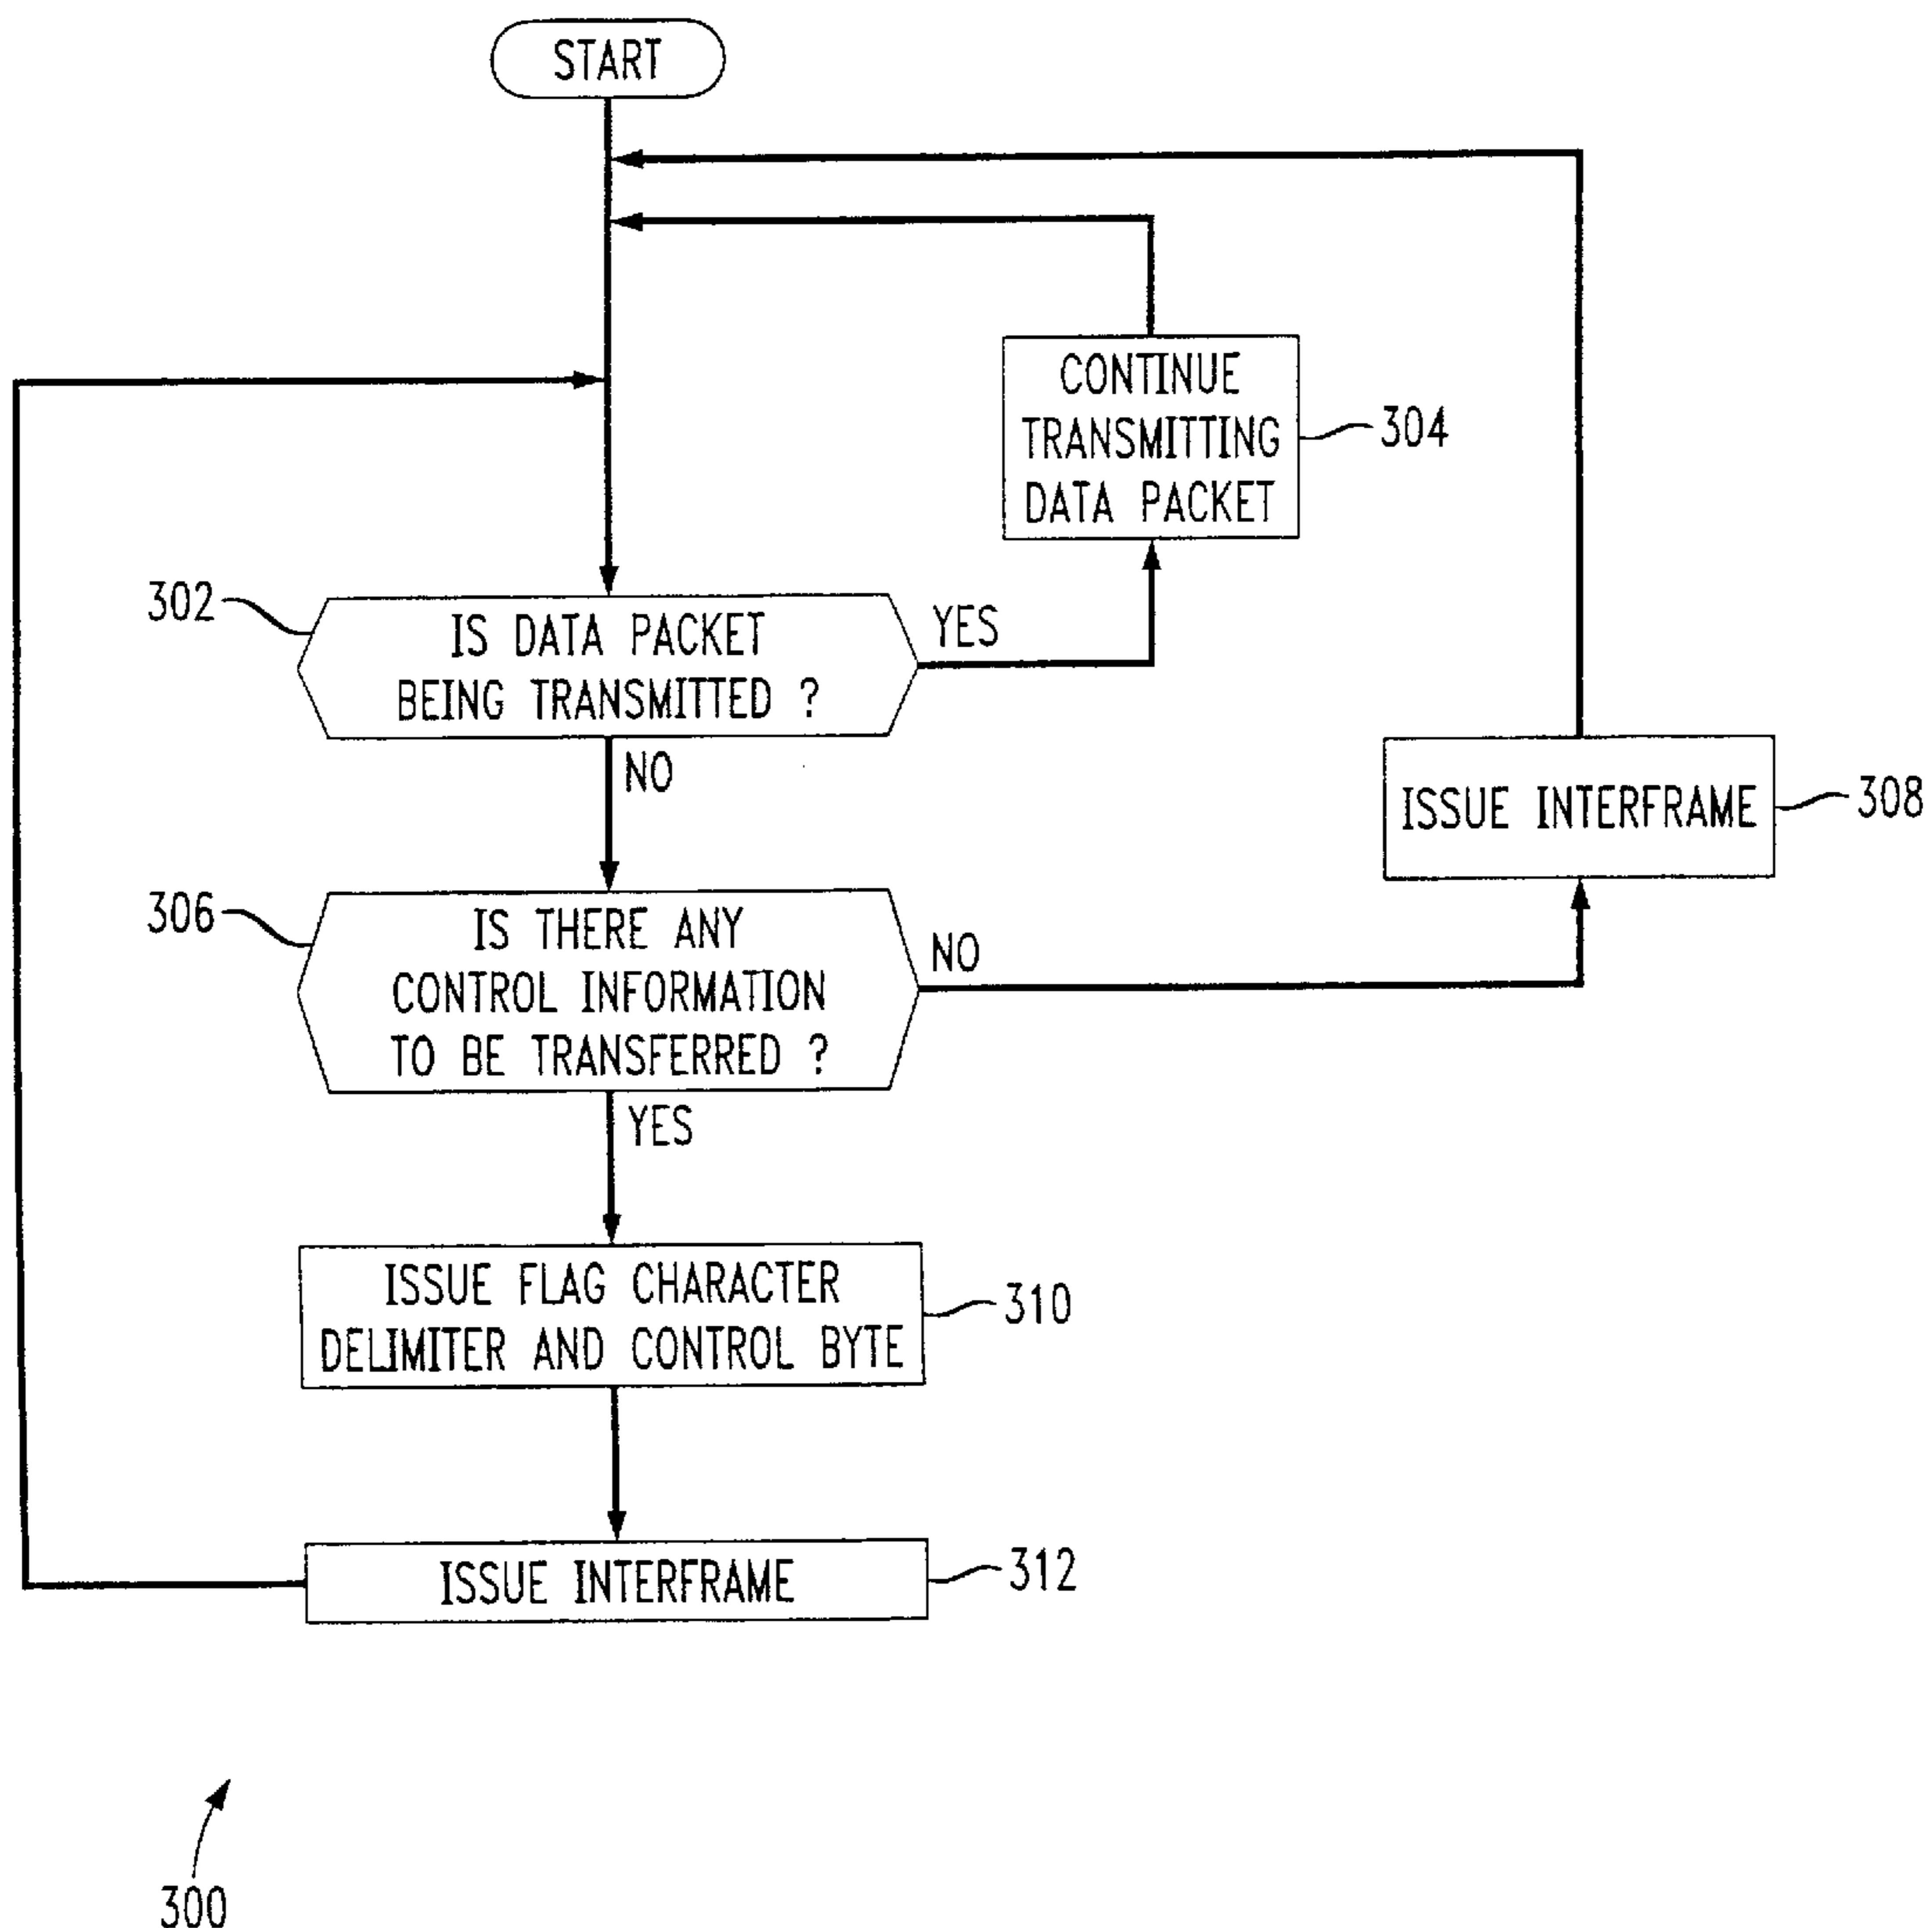 START
CONTINUE
TRANSMITTING
DATA PACKET
304
302
IS DATA PACKET
BEING TRANSMITTED ?
YES
NO
ISSUE INTERFRAME
308
306
IS THERE ANY
CONTROL INFORMATION
TO BE TRANSFERRED ?
NO
YES
ISSUE FLAG CHARACTER
DELIMITER AND CONTROL BYTE
310
ISSUE INTERFRAME
312
300